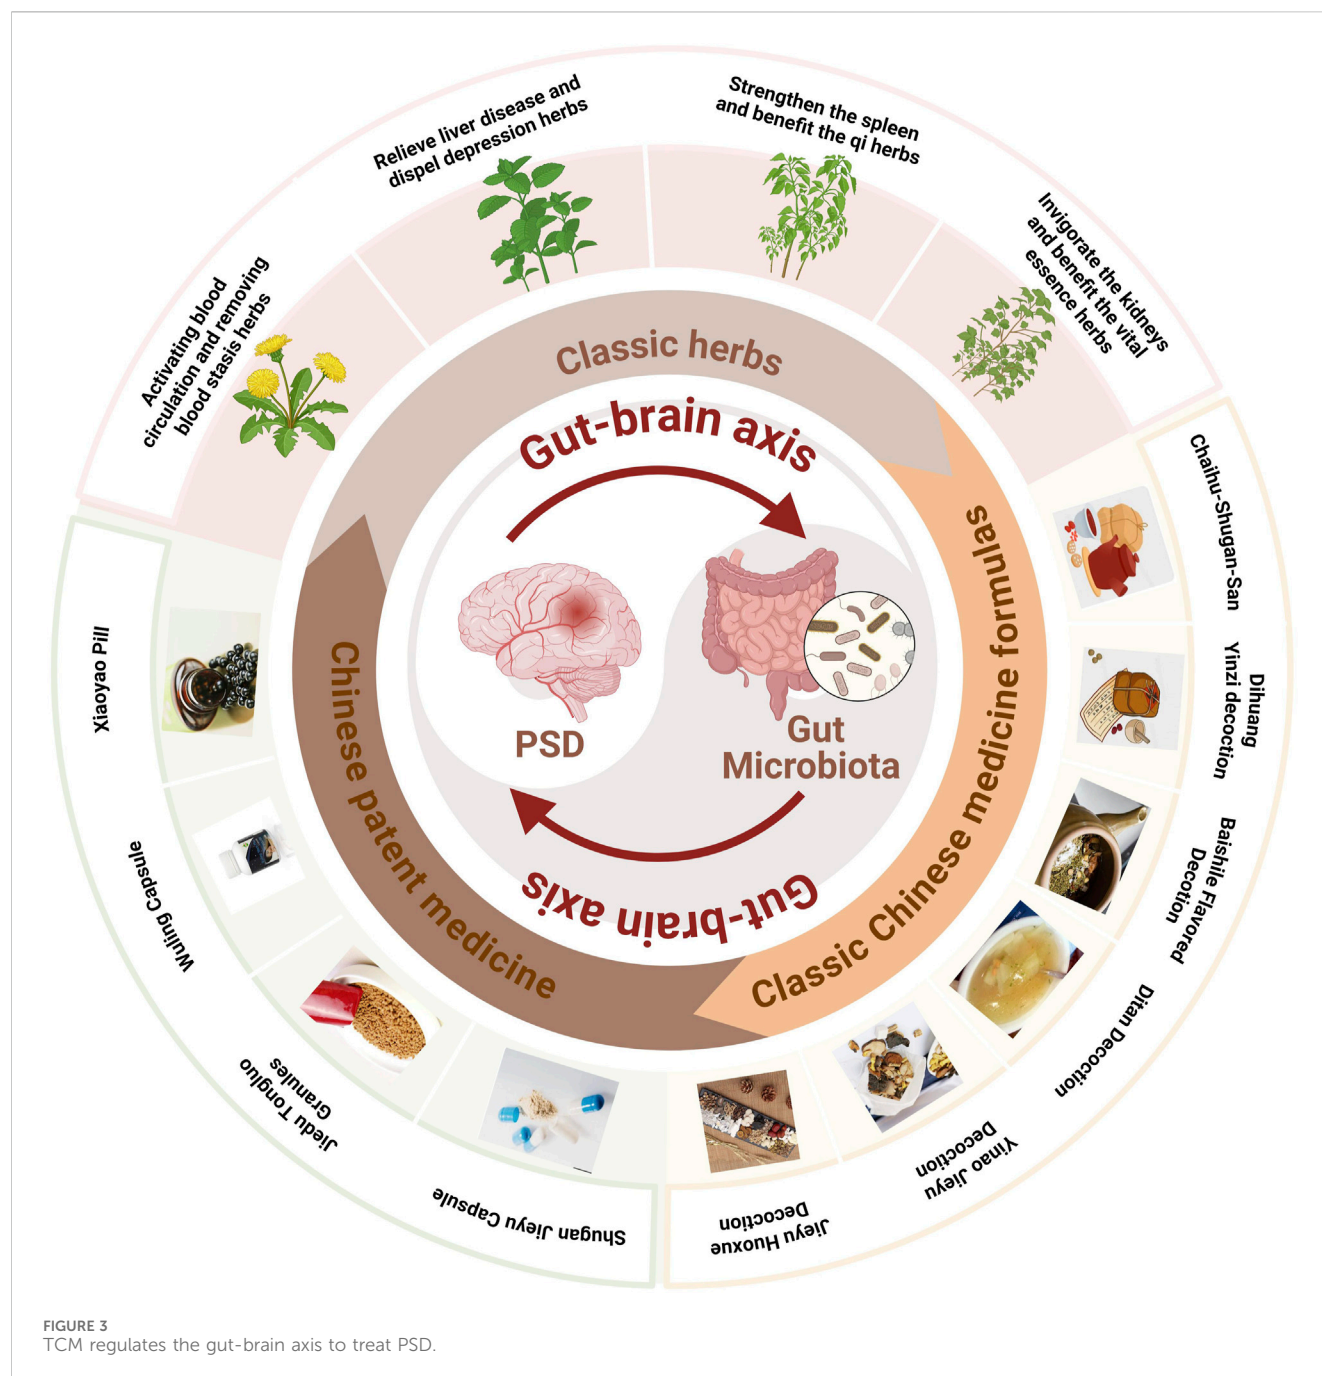 Relieve liver disease and
dispel depression herbs
Strengthen the spleen
and benefit the qi herbs
Invigorate the kidneys
and benefit the vital
essence herbs
Activating blood
circulation and removing
blood stasis herbs
Classic herbs
Gut-brain axis
Chaihu-Shugan-San
Dihuang
Yinzi decoction
Baishile Flavored
Decotion
Ditan Decoction
Yinao Jieyu
Decoction
Jieyu Huoxue
Decoction
Classic Chinese medicine formulas
PSD
Gut
Microbiota
Gut-brain axis
Chinese patent medicine
Xiaoyao Pill
Wuling Capsule
Jiedu Tongluo
Granules
Shugan Jieyu Capsule
FIGURE 3
TCM regulates the gut-brain axis to treat PSD.